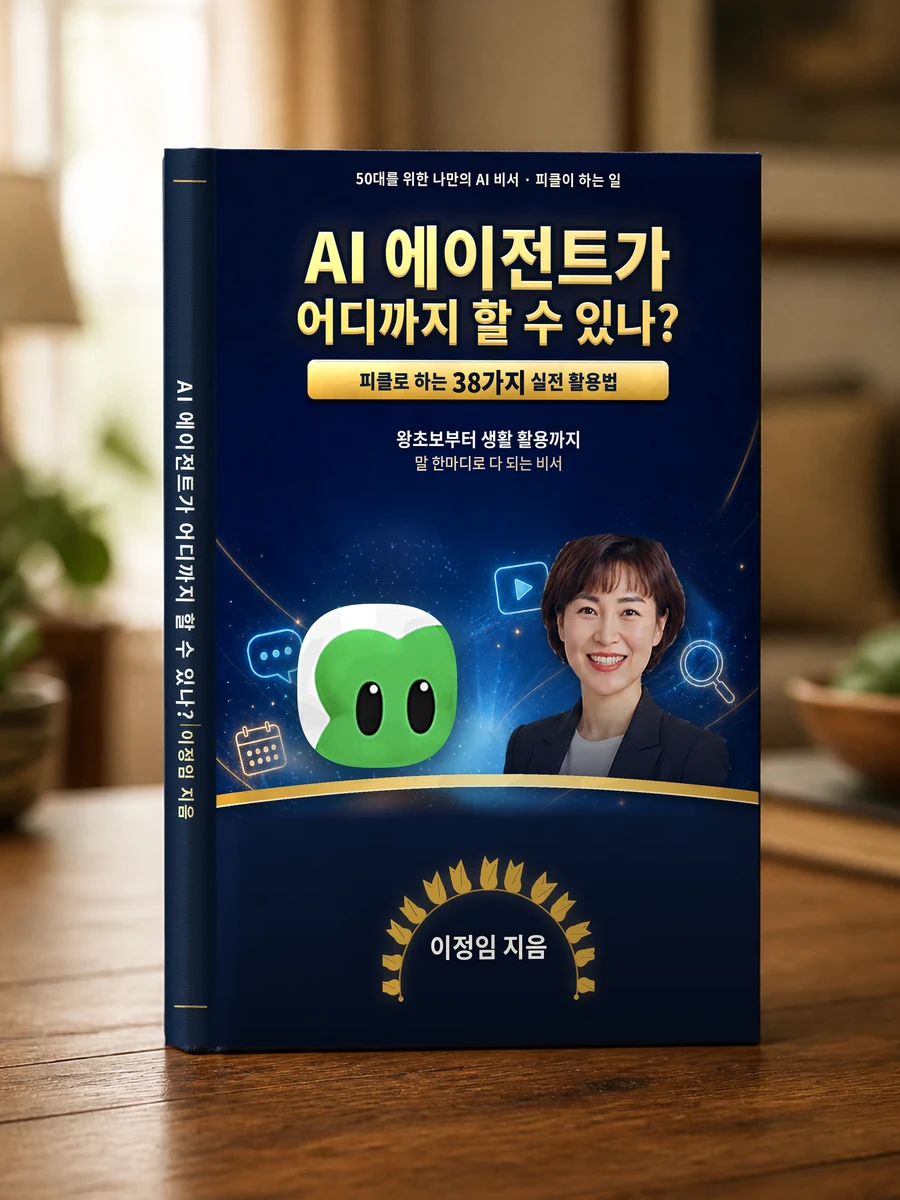 50대를 위한 나만의 AI 비서 · 피클이 하는 일
AI 에이전트가
어디까지 할 수 있나?
피클로 하는 38가지 실전 활용법
왕초보부터 생활 활용까지
말 한마디로 다 되는 비서
이정임 지음
AI 에이전트가 어디까지 할 수 있나? | 이정임 지음